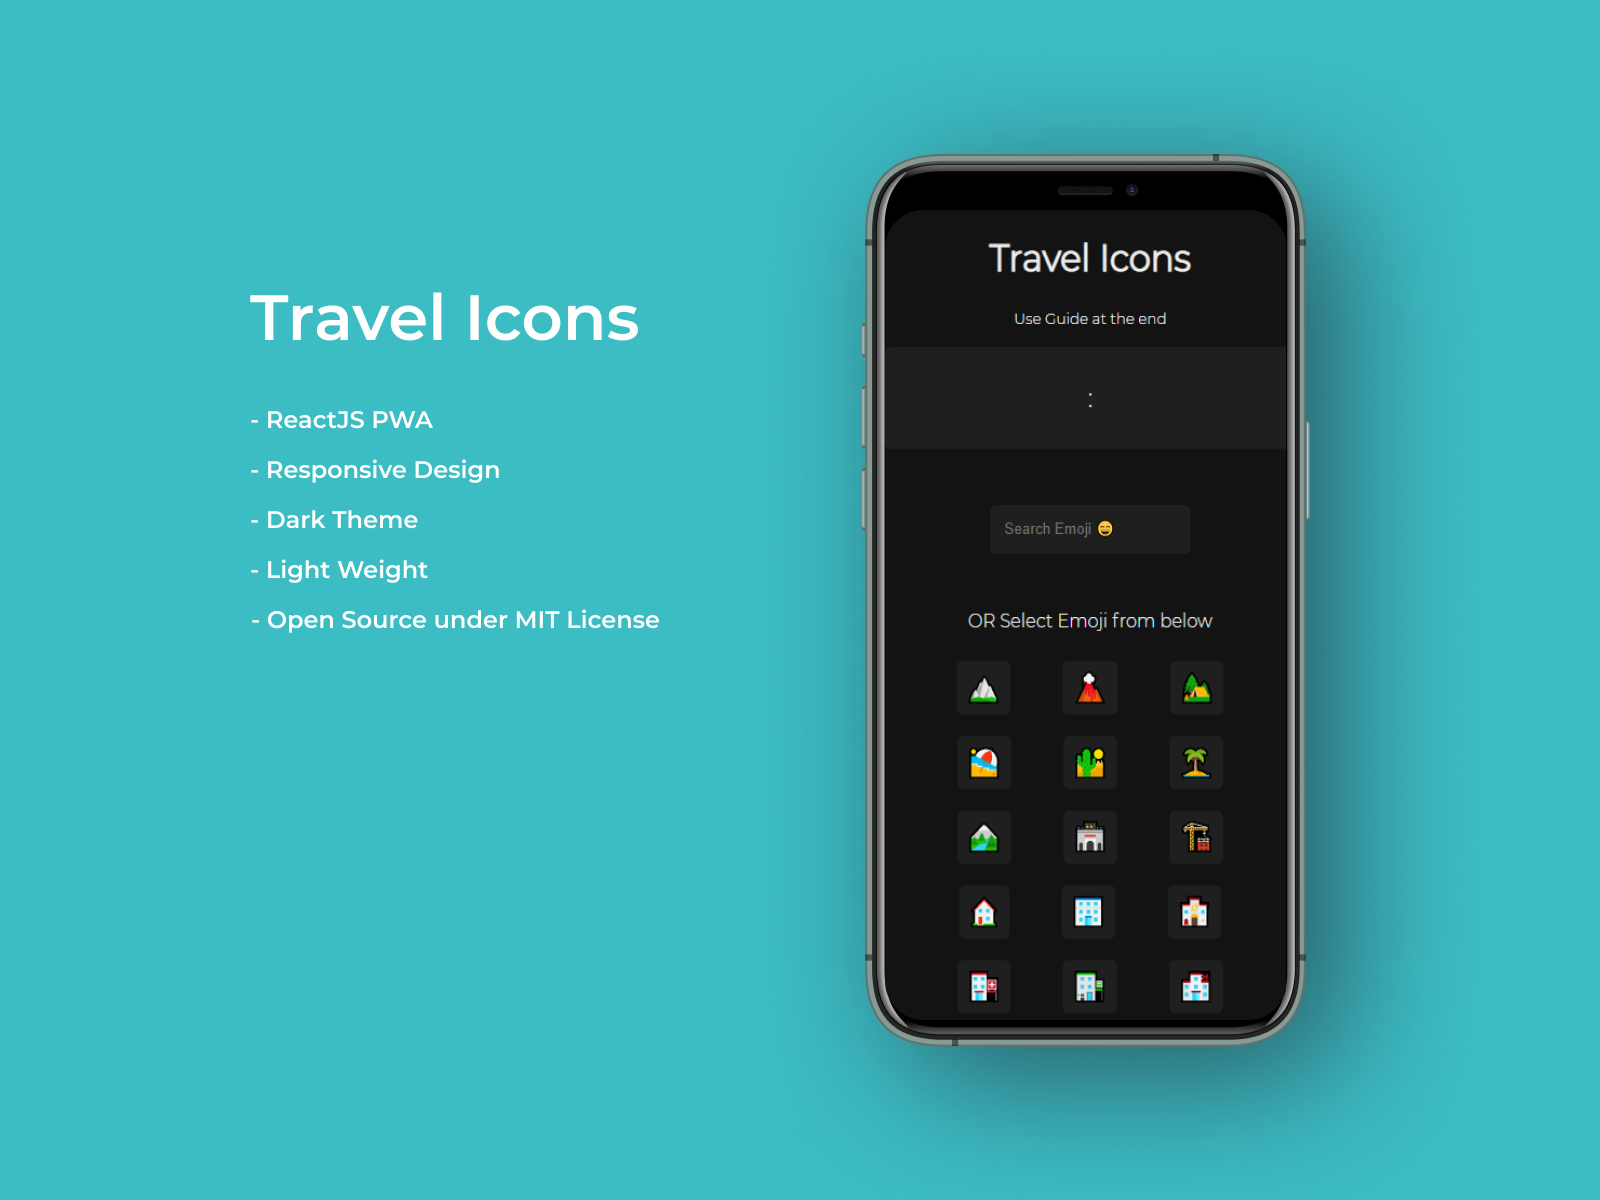 Travel Icons
- ReactJS PWA
- Responsive Design
- Dark Theme
- Light Weight
- Open Source under MIT License
Travel Icons
Use Guide at the end
:
Search Emoji 😄
OR Select Emoji from below